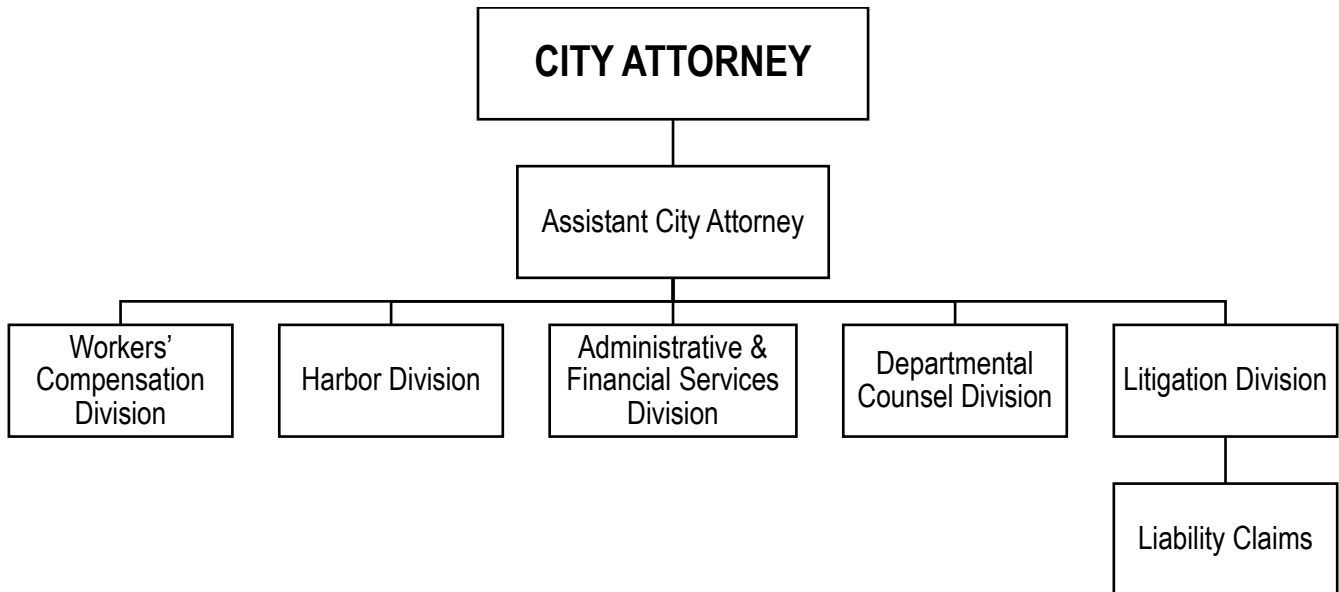 CITY ATTORNEY
Assistant City Attorney
Workers’
Compensation
Division
Harbor Division
Administrative &
Financial Services
Division
Departmental
Counsel Division
Litigation Division
Liability Claims